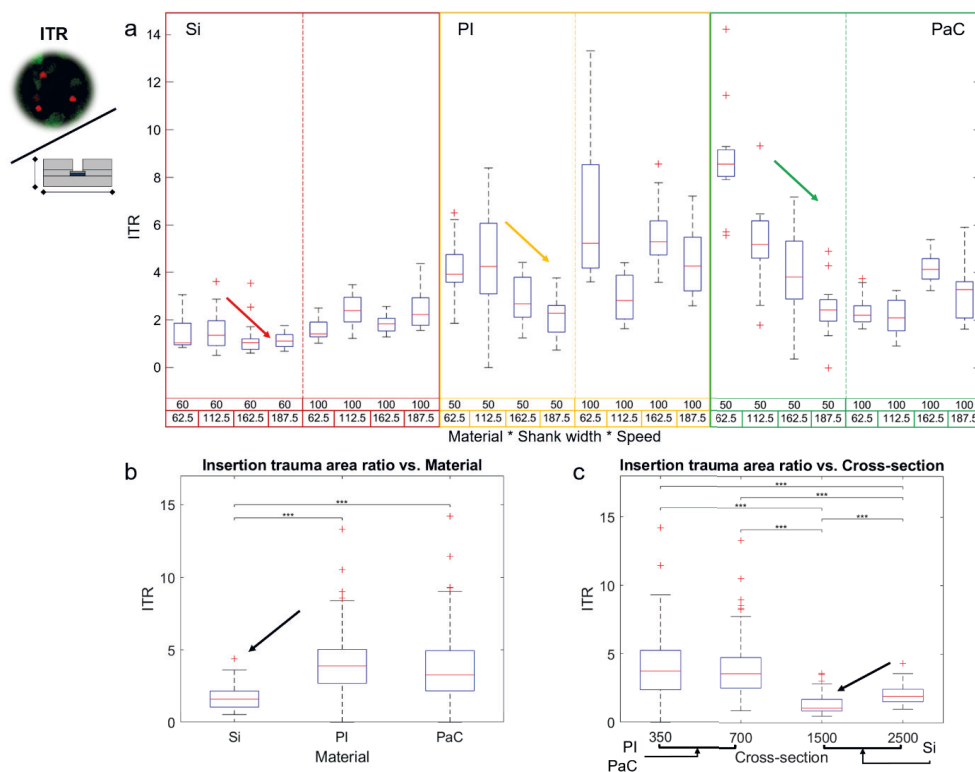 ITR
a
Si
PI
PaC
14
12
10
8
6
4
2
0
ITR
60 60 60 60 100 100 100 100 50 50 50 50 100 100 100 100 50 50 50 50 100 100 100 100
62.5 112.5 162.5 187.5 62.5 112.5 162.5 187.5 62.5 112.5 162.5 187.5 62.5 112.5 162.5 187.5 62.5 112.5 162.5 187.5 62.5 112.5 162.5 187.5
Material * Shank width * Speed
b
Insertion trauma area ratio vs. Material
15
10
5
0
ITR
***
***
Si PI PaC
Material
c
Insertion trauma area ratio vs. Cross-section
15
10
5
0
ITR
***
***
***
*** ***
350 700 1500 2500
PI Cross-section Si
PaC